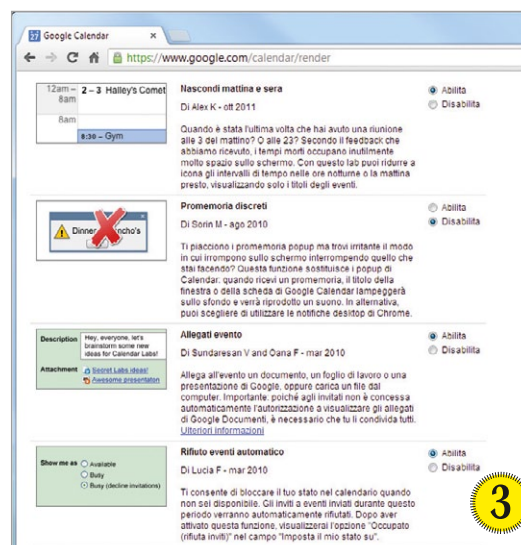 27 Google Calendar ×
https://www.google.com/calendar/render
12am – 8am
2 – 3 Halley's Comet
8am
8:30 – Gym
Nascondi mattina e sera
Abilita
Di Alex K - ott 2011
Disabilita
Quando è stata l'ultima volta che hai avuto una riunione
alle 3 del mattino? O alle 23? Secondo il feedback che
abbiamo ricevuto, i tempi morti occupano inutilmente
molto spazio sullo schermo. Con questo lab puoi ridurre a
icona gli intervalli di tempo nelle ore notturne o la mattina
presto, visualizzando solo i titoli degli eventi.
Dinner ncho's
Promemoria discreti
Abilita
Di Sorin M - ago 2010
Disabilita
Ti piacciono i promemoria popup ma trovi irritante il modo
in cui irrompono sullo schermo interrompendo quello che
stai facendo? Questa funzione sostituisce i popup di
Calendar: quando ricevi un promemoria, il titolo della
finestra o della scheda di Google Calendar lampeggerà
sullo sfondo e verrà riprodotto un suono. In alternativa,
puoi scegliere di utilizzare le notifiche desktop di Chrome.
Description
Hey, everyone, let's
brainstorm some new
ideas for Calendar Labs!
Attachment
Secret Labs ideas!
Awesome presentation
Allegati evento
Abilita
Di Sundaresan V and Oana F - mar 2010
Disabilita
Allega all'evento un documento, un foglio di lavoro o una
presentazione di Google, oppure carica un file dal
computer. Importante: poiché agli invitati non è concessa
automaticamente l'autorizzazione a visualizzare gli allegati
di Google Documenti, è necessario che tu li condivida tutti.
Ulteriori informazioni
Show me as
Available
Busy
Busy (decline invitations)
Rifiuto eventi automatico
Abilita
Di Lucia F - mar 2010
Disabilita
Ti consente di bloccare il tuo stato nel calendario quando
non sei disponibile. Gli inviti a eventi inviati durante questo
periodo verranno automaticamente rifiutati. Dopo aver
attivato questa funzione, visualizzerai l'opzione "Occupato
(rifiuta inviti)" nel campo "Imposta il mio stato su".
3